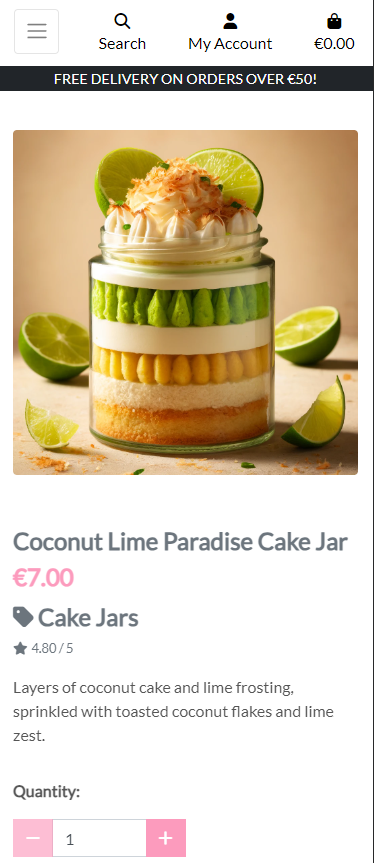 Search My Account €0.00
FREE DELIVERY ON ORDERS OVER €50!
Coconut Lime Paradise Cake Jar
€7.00
Cake Jars
4.80 / 5
Layers of coconut cake and lime frosting,
sprinkled with toasted coconut flakes and lime
zest.
Quantity:
1